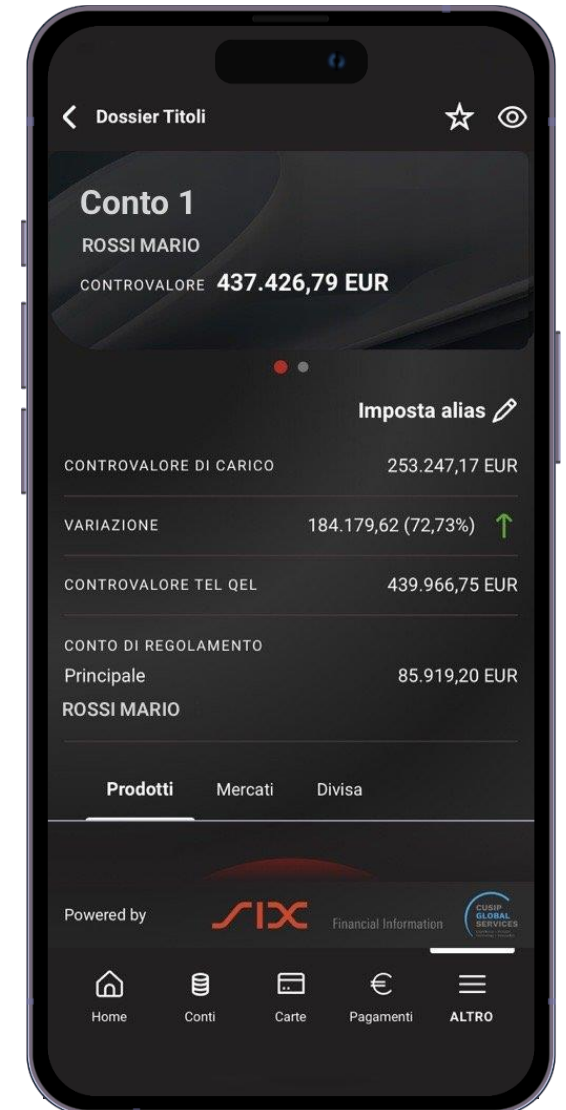 Dossier Titoli
Conto 1
ROSSI MARIO
CONTROVALORE 437.426,79 EUR
Imposta alias
CONTROVALORE DI CARICO 253.247,17 EUR
VARIAZIONE 184.179,62 (72,73%)
CONTROVALORE TEL QEL 439.966,75 EUR
CONTO DI REGOLAMENTO
Principale 85.919,20 EUR
ROSSI MARIO
Prodotti Mercati Divisa
Powered by SIX Financial Information CUSIP
GLOBAL
SERVICES
Home Conti Carte Pagamenti ALTRO